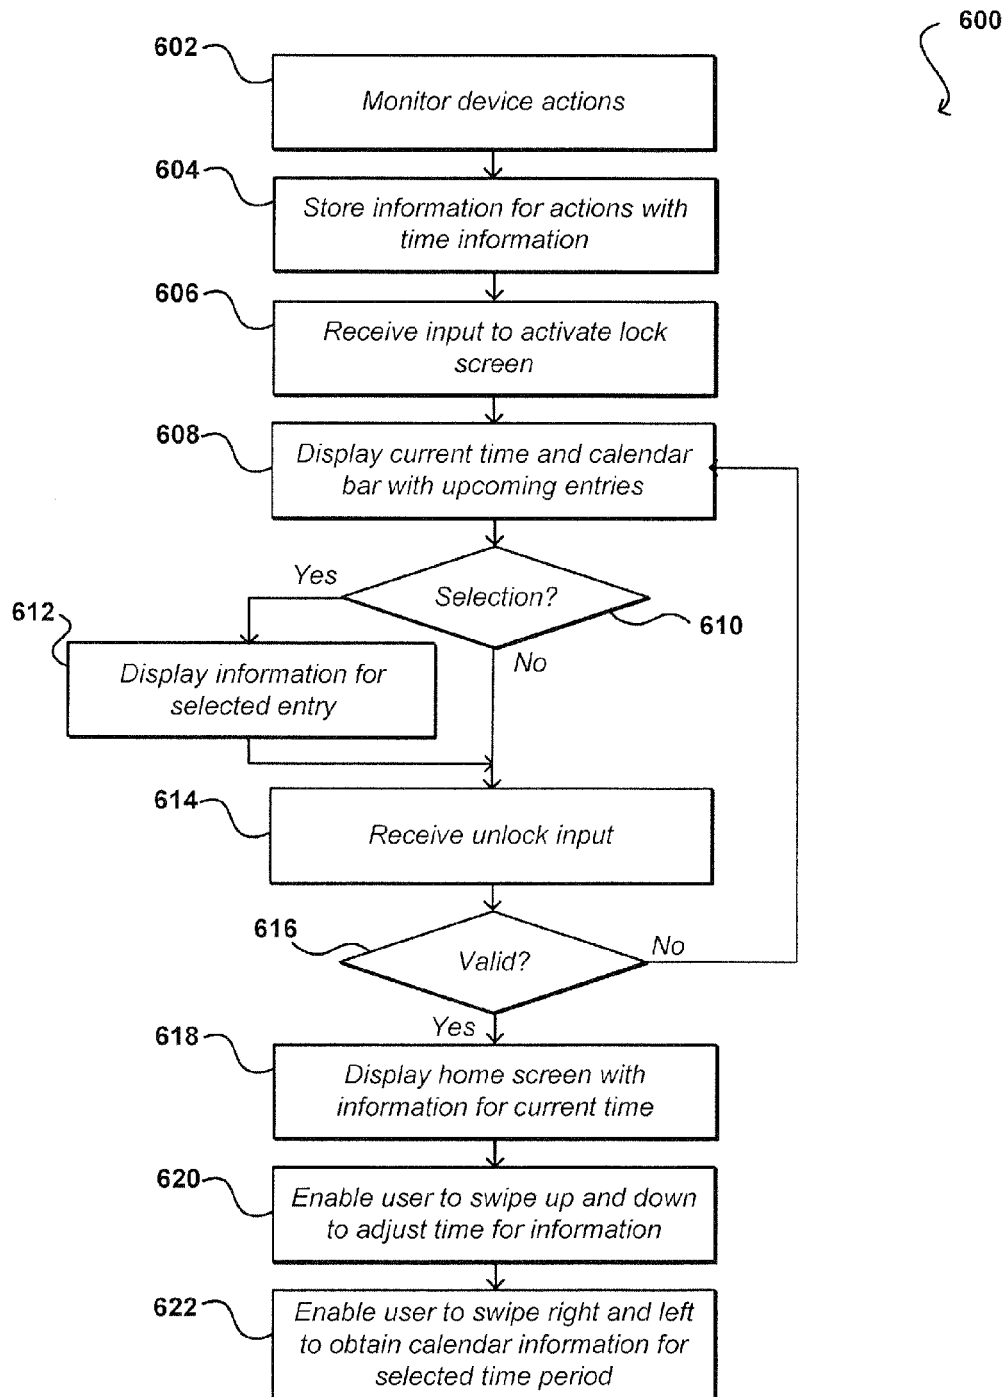 600
602
Monitor device actions
604
Store information for actions with
time information
606
Receive input to activate lock
screen
608
Display current time and calendar
bar with upcoming entries
Yes
Selection?
610
612
No
Display information for
selected entry
614
Receive unlock input
616
Valid?
No
Yes
618
Display home screen with
information for current time
620
Enable user to swipe up and down
to adjust time for information
622
Enable user to swipe right and left
to obtain calendar information for
selected time period